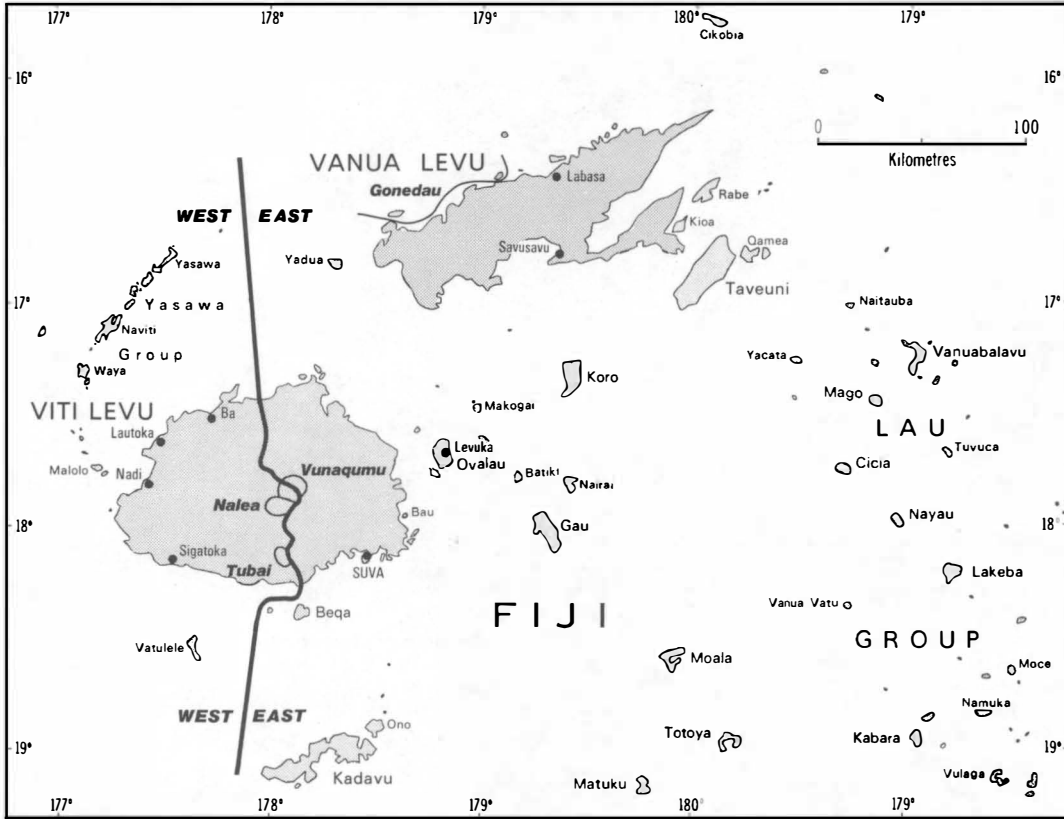 177°
178°
179°
180°
179°
Cikobia
16°
16°
0
100
Kilometres
VANUA LEVU
Gonedau
Labasa
WEST
EAST
Rabe
Kioa
Savusavu
Qamea
Yasawa
Yadua
Taveuni
Yasawa
17°
17°
Naitauba
Naviti
Group
Yacata
Vanuabalavu
Waya
Koro
Mago
VITI LEVU
Makogai
Ba
LAU
Lautoka
Levuka
Tuvuca
Ovalau
Malolo
Vunaqumu
Cicia
Nadi
Batiki
Nairai
Nalea
Bau
Nayau
18°
18°
Gau
Sigatoka
SUVA
Tubai
Lakeba
Beqa
Vanua Vatu
FIJI
GROUP
Vatulele
Moala
Moce
Namuka
WEST
EAST
Ono
Totoya
Kabara
19°
19°
Kadavu
Matuku
Vulaga
177°
178°
179°
180°
179°